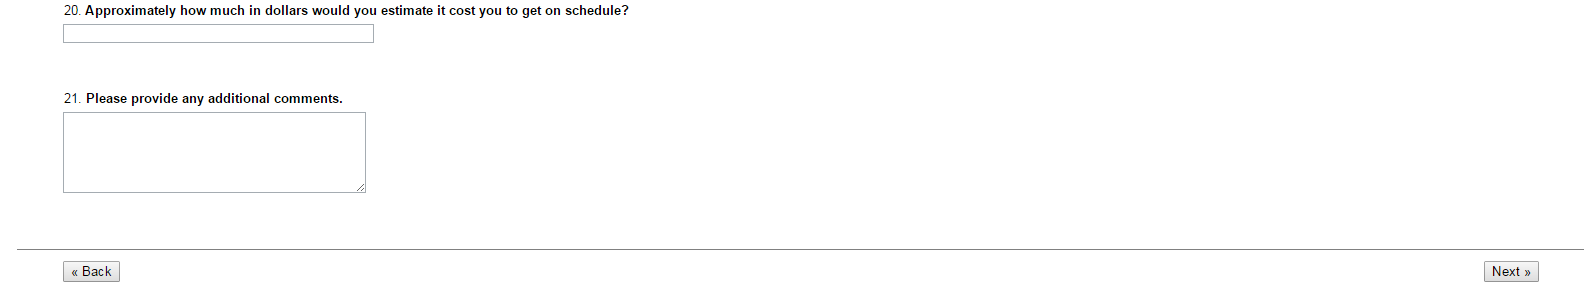 20. Approximately how much in dollars would you estimate it cost you to get on schedule?
21. Please provide any additional comments.
« Back
Next »